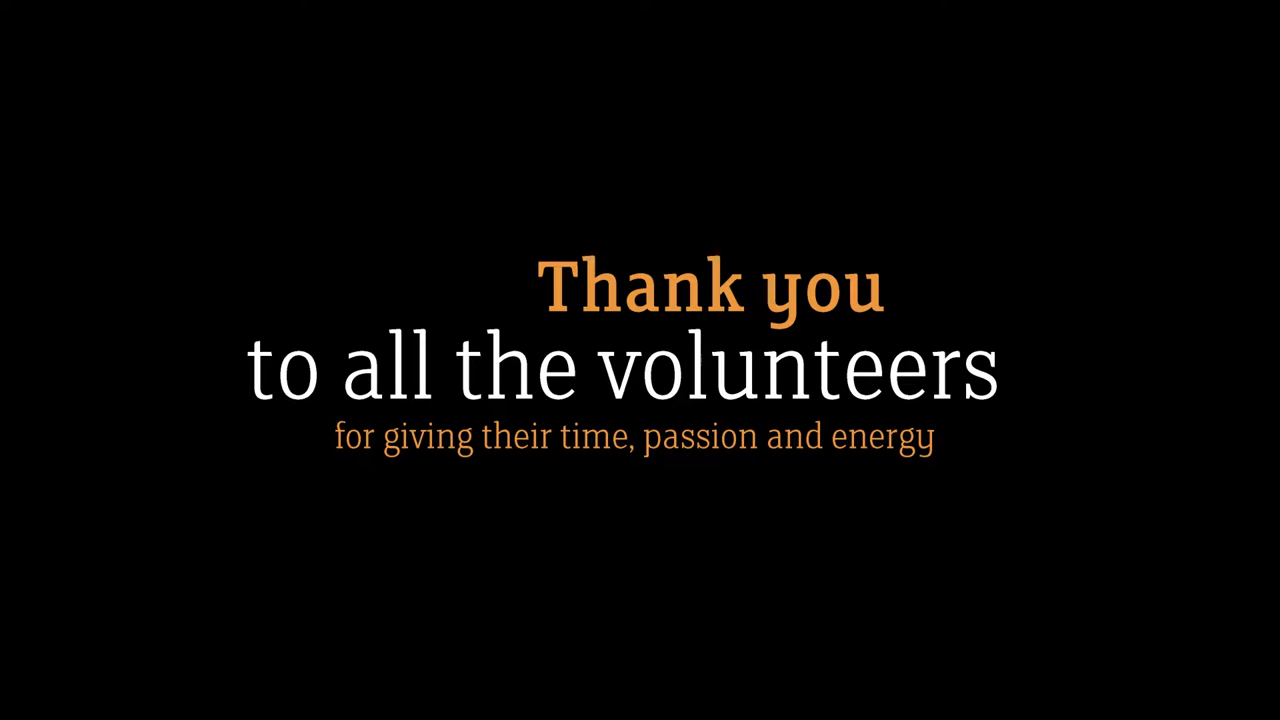 Thank you
to all the volunteers
for giving their time, passion and energy